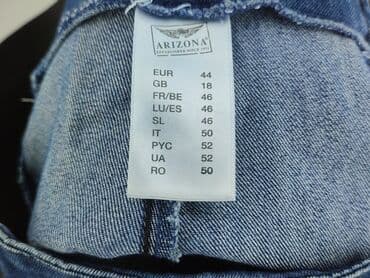 ARIZONA
EUR 44
GB 18
FR/BE 46
LU/ES 46
SL 46
IT 50
PYC 52
UA 52
RO 50